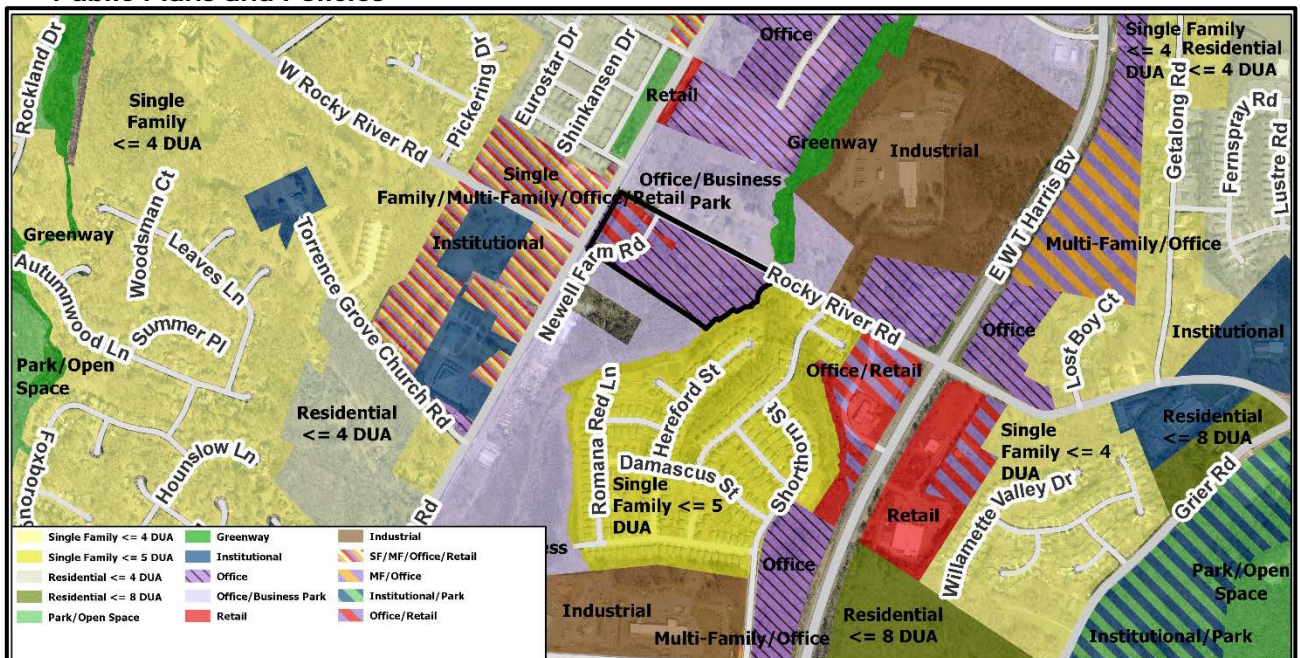 Public Plans and Policies
Rockland Dr
Single
Family
<= 4 DUA
W Rocky River Rd
Pickering Dr
Eurostar Dr
Shinkansen Dr
Retail
Office
Greenway
Industrial
E W T Harris Bv
Single Family
<= 4
DUA
Residential
<= 4 DUA
Getalong Rd
Fernspray Rd
Lustre Rd
Single
Family/Multi-Family/Office/Retail
Office/Business
Park
Institutional
Newell Farm Rd
Rocky River Rd
Multi-Family/Office
Greenway
Woodsman Ct
Leaves Ln
Autumnwood Ln
Summer Pl
Torrence Grove Church Rd
Park/Open
Space
Residential
<= 4 DUA
Foxborou
Hounslow Ln
Rd
Romana Red Ln
Hereford St
Damascus St
Shorthorn St
Single
Family <= 5
DUA
Office/Retail
Office
Lost Boy Ct
Institutional
Residential
<= 8 DUA
Single
Family <= 4
DUA
Willamette Valley Dr
Grier Rd
Retail
Office
Park/Open
Space
Residential
<= 8 DUA
Institutional/Park
Industrial
Multi-Family/Office
ess
Single Family <= 4 DUA
Single Family <= 5 DUA
Residential <= 4 DUA
Residential <= 8 DUA
Park/Open Space
Greenway
Institutional
Office
Office/Business Park
Retail
Industrial
SF/MF/Office/Retail
MF/Office
Institutional/Park
Office/Retail